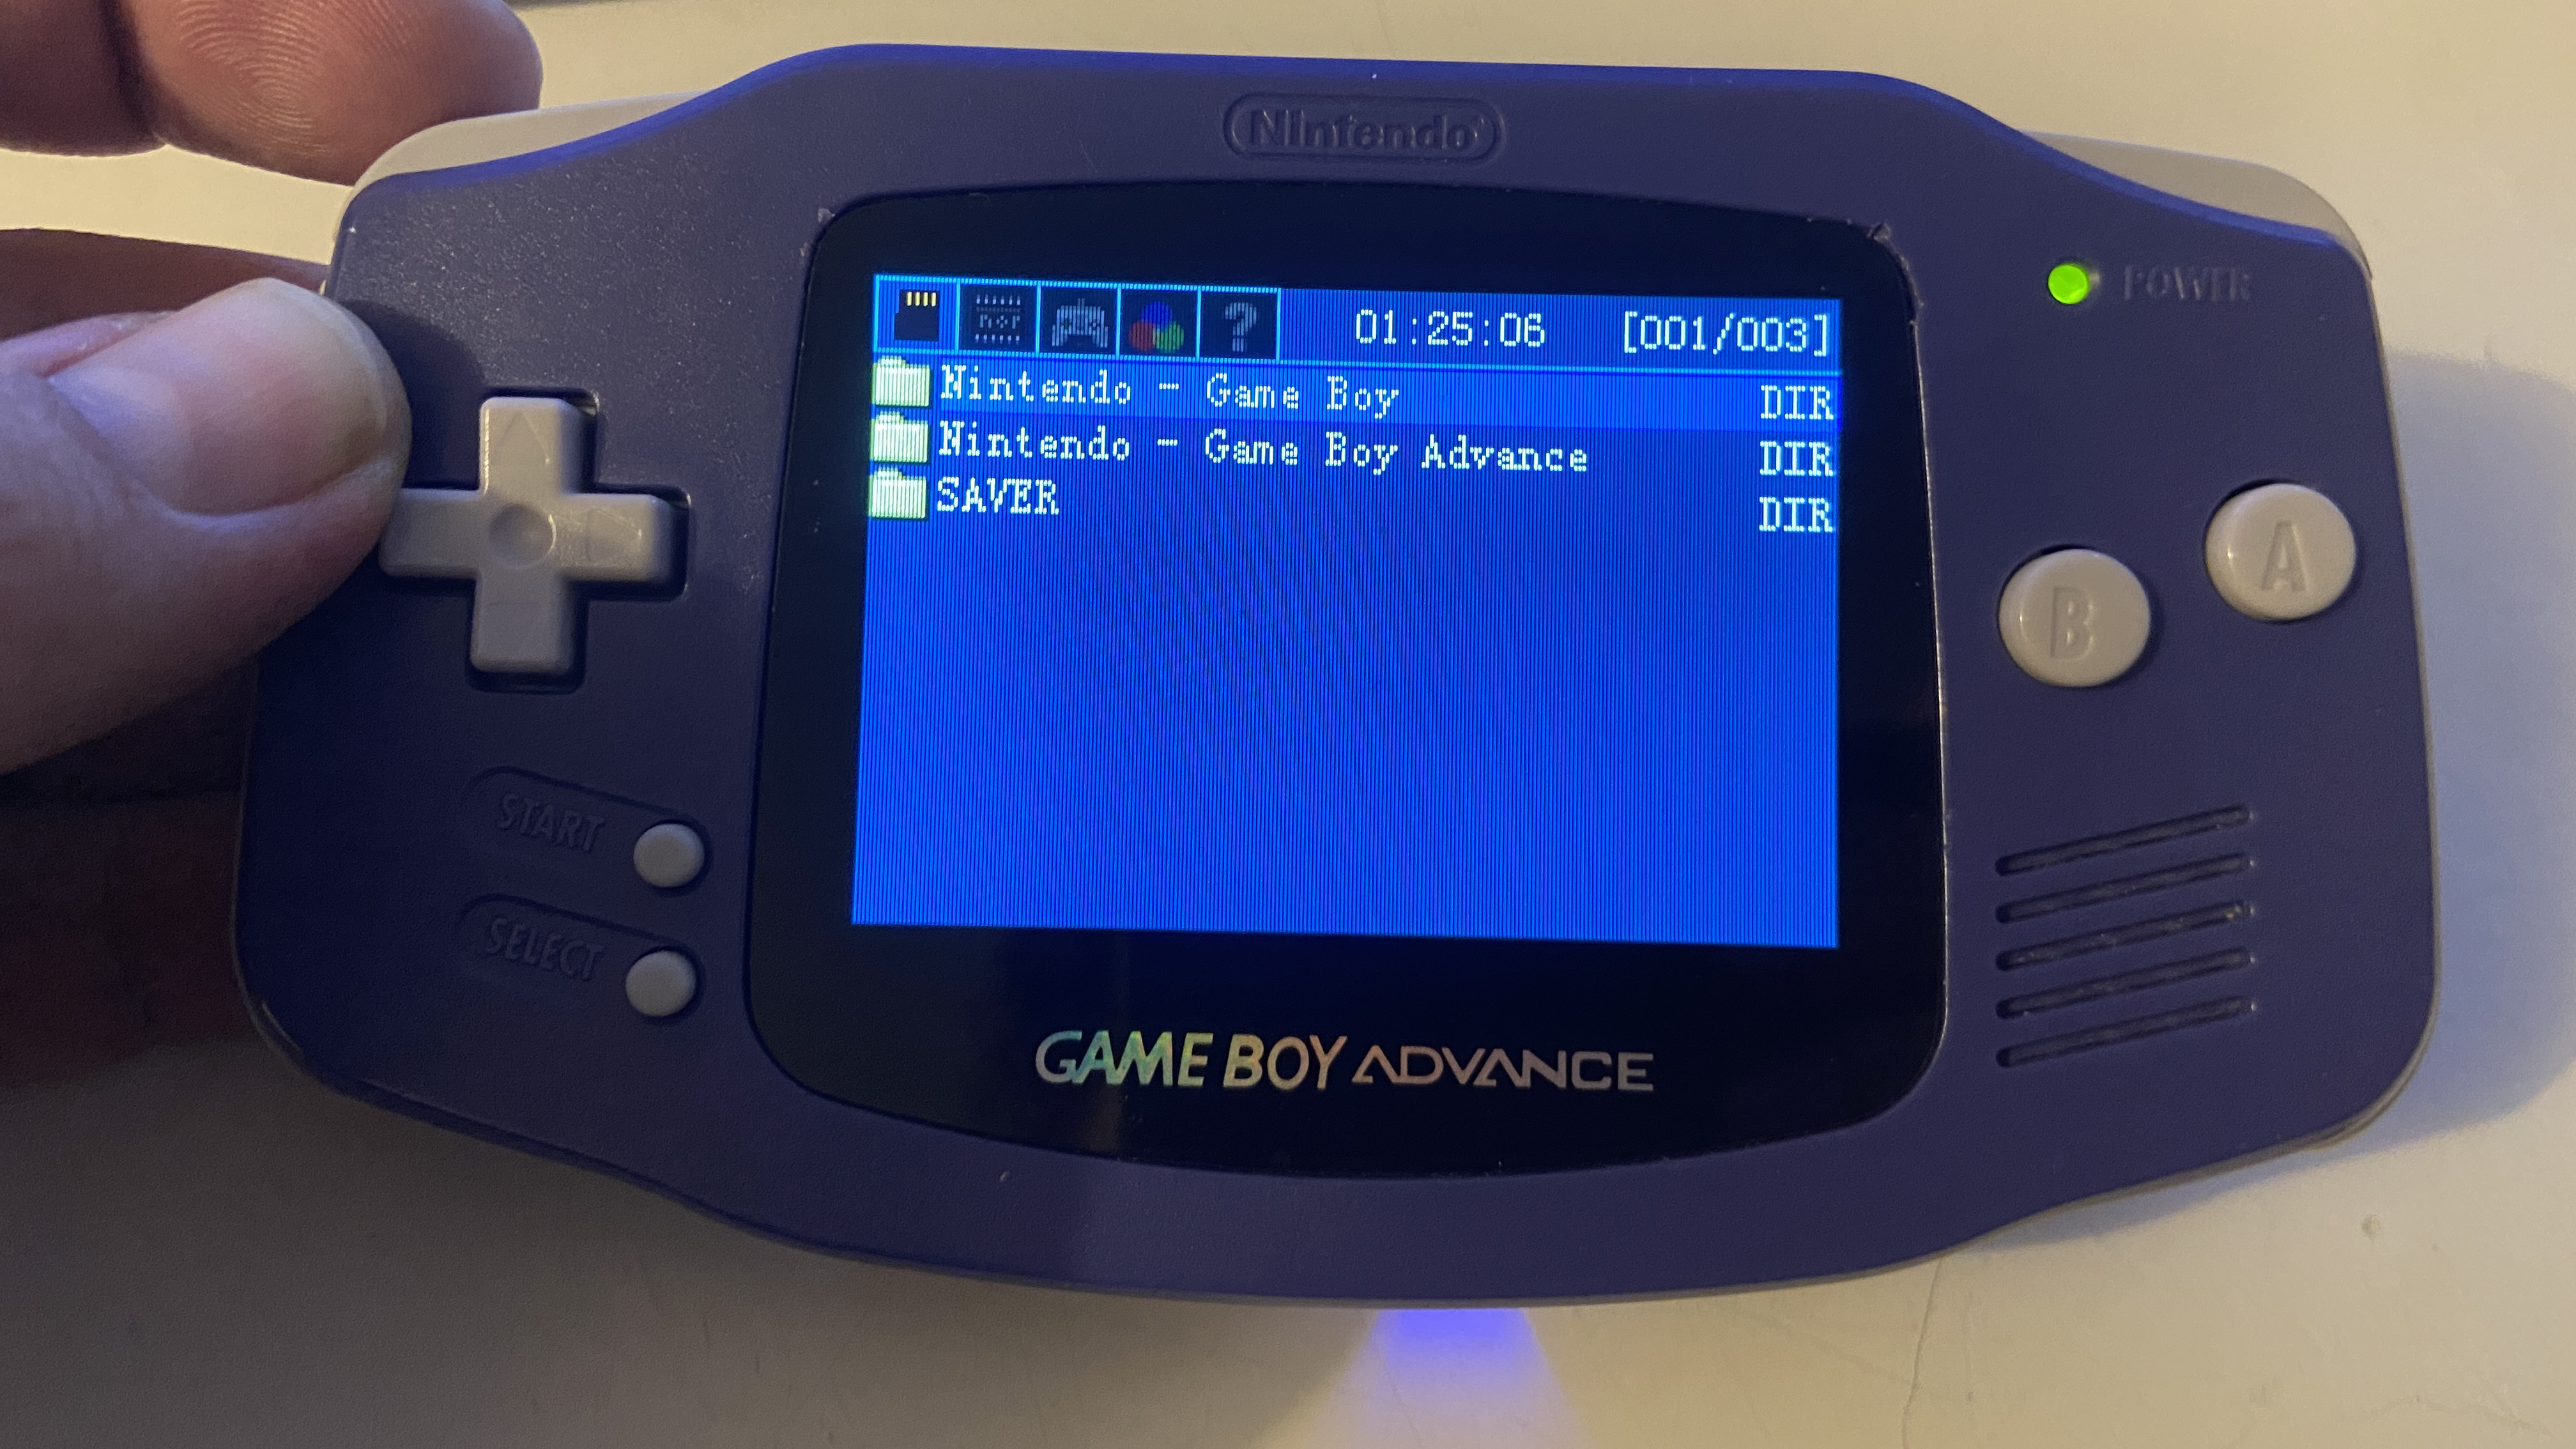 Nintendo
POWER
nor
?
01:25:06 [001/003]
Nintendo - Game Boy DIR
Nintendo - Game Boy Advance DIR
SAVER DIR
A
B
START
SELECT
GAME BOY ADVANCE